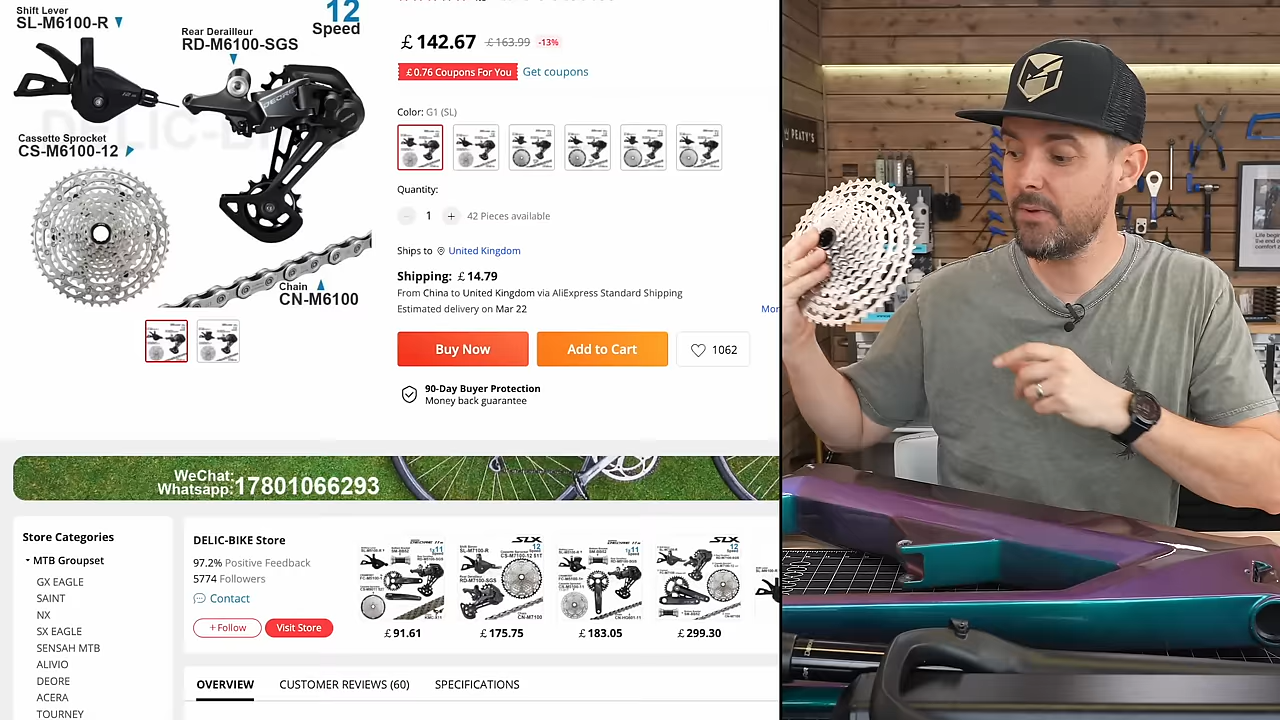 Shift Lever
SL-M6100-R
12
Speed
Rear Derailleur
RD-M6100-SGS
DEORE
Cassette Sprocket
CS-M6100-12
Chain
CN-M6100
£142.67 £163.99 -13%
£0.76 Coupons For You Get coupons
Color: G1 (SL)
Quantity:
1 42 Pieces available
Ships to United Kingdom
Shipping: £14.79
From China to United Kingdom via AliExpress Standard Shipping
Estimated delivery on Mar 22
Mor
Buy Now Add to Cart 1062
90-Day Buyer Protection
Money back guarantee
WeChat:
Whatsapp:17801066293
Store Categories
MTB Groupset
GX EAGLE
SAINT
NX
SX EAGLE
SENSAH MTB
ALIVIO
DEORE
ACERA
TOURNEY
DELIC-BIKE Store
97.2% Positive Feedback
5774 Followers
Contact
+ Follow Visit Store
SLX
SLX
£91.61 £175.75 £183.05 £299.30
OVERVIEW CUSTOMER REVIEWS (60) SPECIFICATIONS
PEATY'S